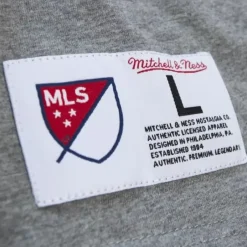 Mitchell & Ness
MLS
L
MITCHELL & NESS NOSTALGIA CO.
AUTHENTIC LICENSED APPAREL
DESIGNED IN PHILADELPHIA, PA.
ESTABLISHED 1904
AUTHENTIC. PREMIUM. LEGENDARY